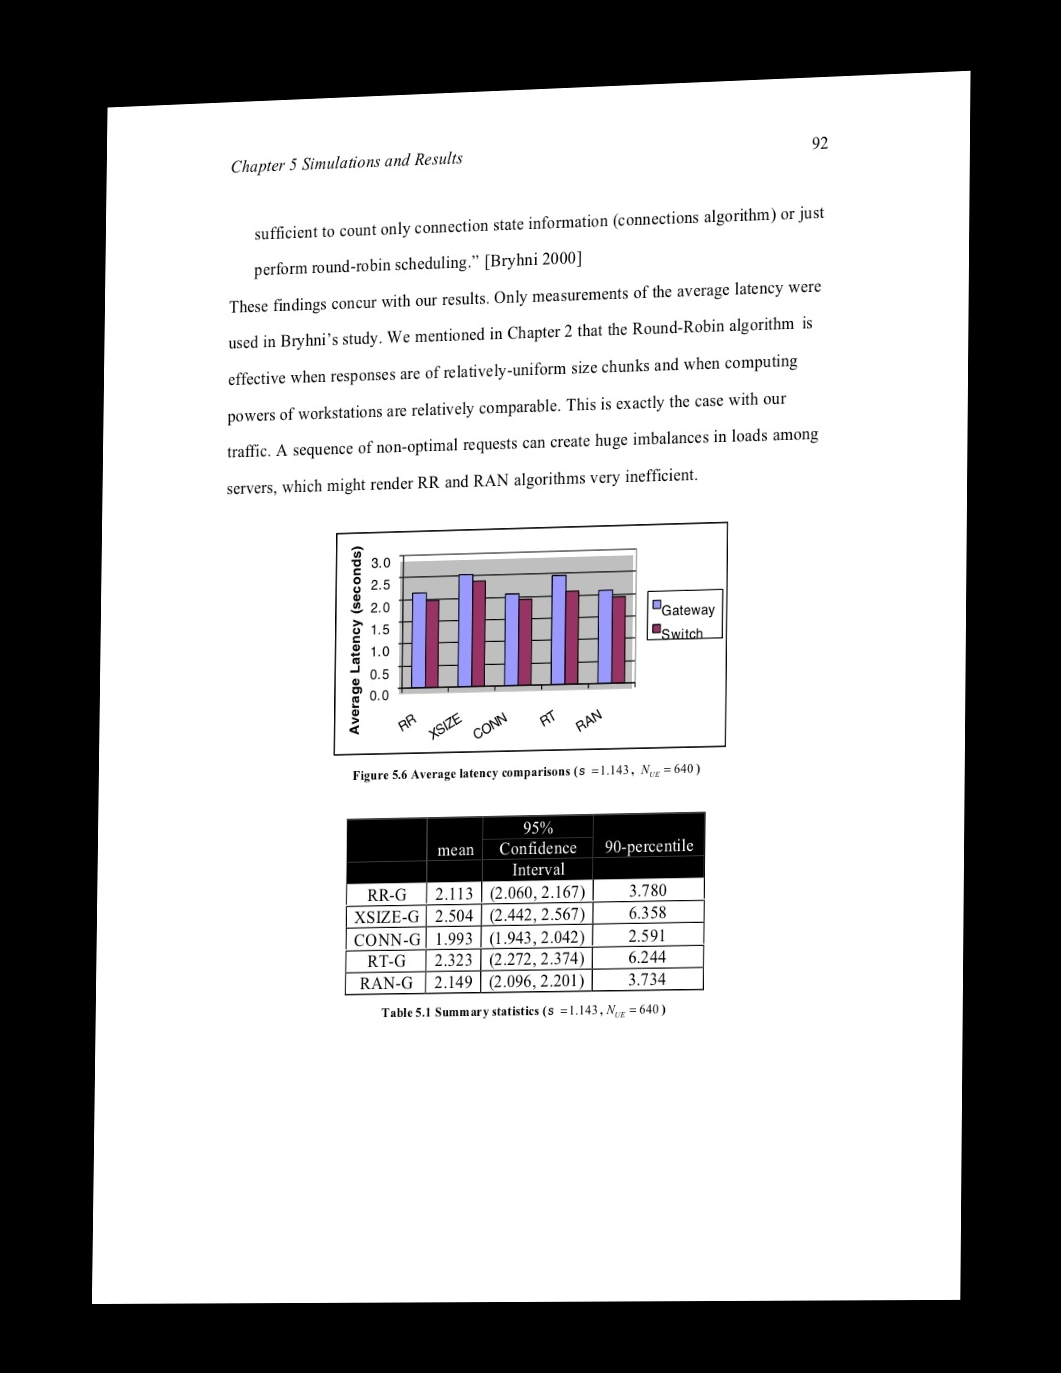 Chapter 5 Simulations and Results 92
sufficient to count only connection state information (connections algorithm) or just
perform round-robin scheduling.” [Bryhni 2000]
These findings concur with our results. Only measurements of the average latency were
used in Bryhni’s study. We mentioned in Chapter 2 that the Round-Robin algorithm is
effective when responses are of relatively-uniform size chunks and when computing
powers of workstations are relatively comparable. This is exactly the case with our
traffic. A sequence of non-optimal requests can create huge imbalances in loads among
servers, which might render RR and RAN algorithms very inefficient.
Average Latency (seconds)
3.0
2.5
2.0
1.5
1.0
0.5
0.0
RR XSIZE CONN RT RAN
Gateway
Switch
Figure 5.6 Average latency comparisons (s =1.143, N_UE = 640)
mean 95% Confidence Interval 90-percentile
RR-G 2.113 (2.060, 2.167) 3.780
XSIZE-G 2.504 (2.442, 2.567) 6.358
CONN-G 1.993 (1.943, 2.042) 2.591
RT-G 2.323 (2.272, 2.374) 6.244
RAN-G 2.149 (2.096, 2.201) 3.734
Table 5.1 Summary statistics (s =1.143, N_UE = 640)